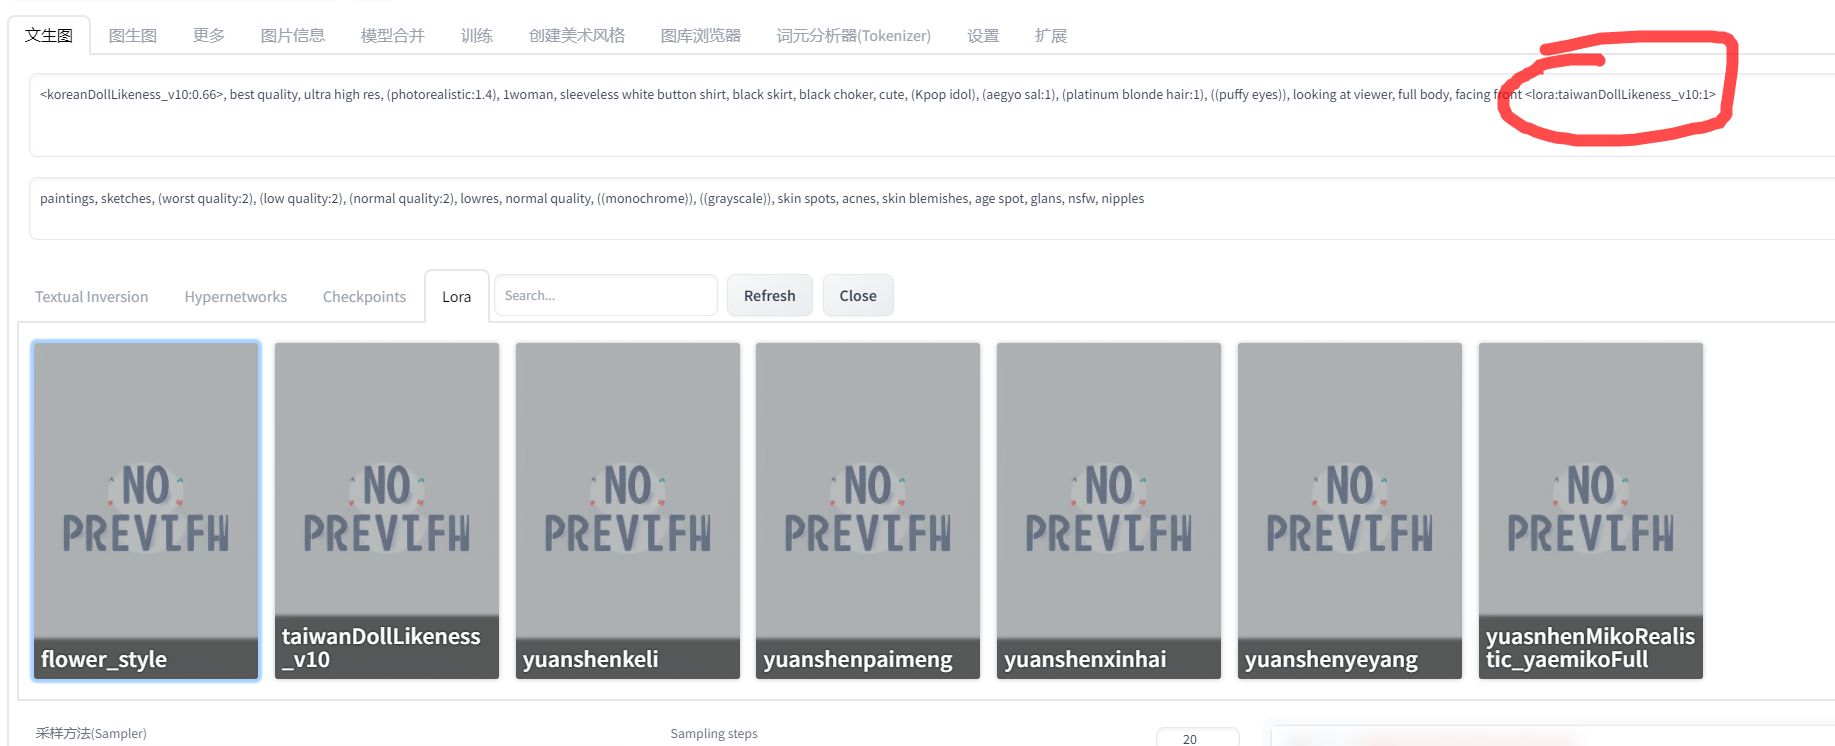 文生图 图生图 更多 图片信息 模型合并 训练 创建美术风格 图库浏览器 词元分析器(Tokenizer) 设置 扩展
<koreanDollLikeness_v10:0.66>, best quality, ultra high res, (photorealistic:1.4), 1woman, sleeveless white button shirt, black skirt, black choker, cute, (Kpop idol), (aegyo sal:1), (platinum blonde hair:1), ((puffy eyes)), looking at viewer, full body, facing front <lora:taiwanDollLikeness_v10:1>
paintings, sketches, (worst quality:2), (low quality:2), (normal quality:2), lowres, normal quality, ((monochrome)), ((grayscale)), skin spots, acnes, skin blemishes, age spot, glans, nsfw, nipples
Textual Inversion Hypernetworks Checkpoints Lora Search... Refresh Close
NO NO NO NO NO NO NO
PREVIEW PREVIEW PREVIEW PREVIEW PREVIEW PREVIEW PREVIEW
flower_style
taiwanDollLikeness
_v10
yuanshenkeli
yuanshenpaimeng
yuanshenxinhai
yuanshenyeyang
yuasnhenMikoRealis
tic_yaemikoFull
采样方法(Sampler) Sampling steps 20